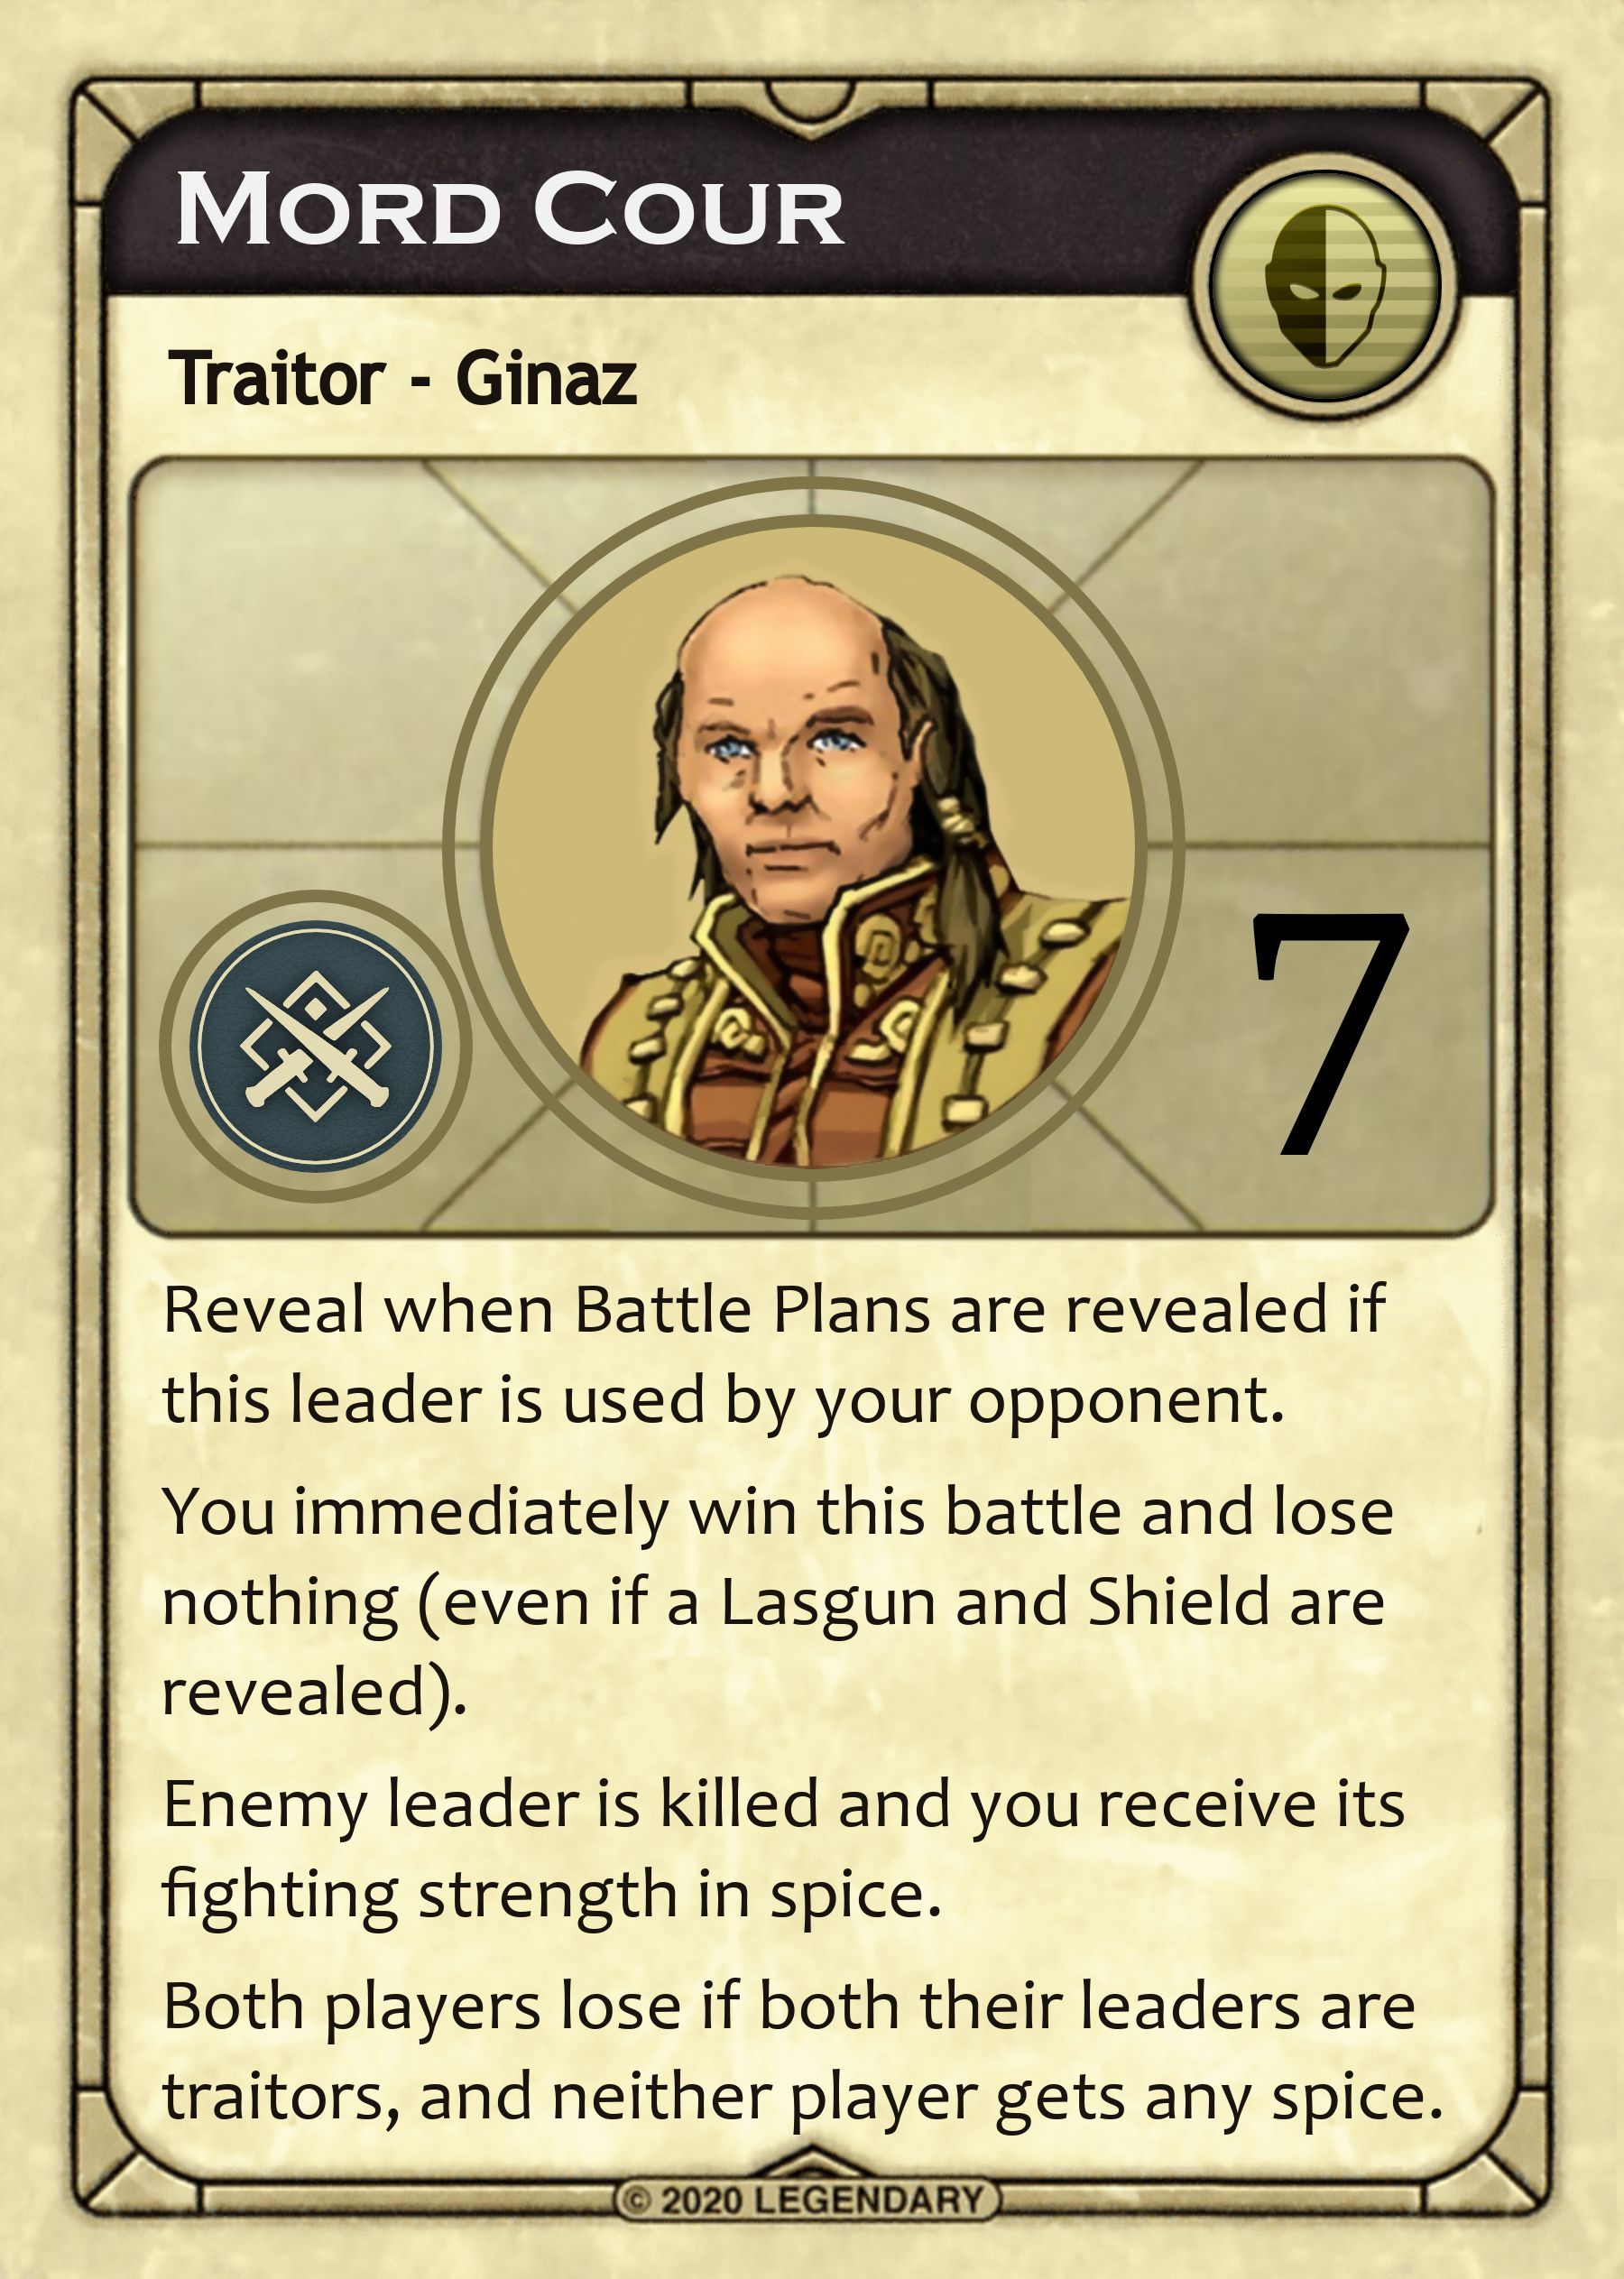 Mord Cour
Traitor - Ginaz
7
Reveal when Battle Plans are revealed if
this leader is used by your opponent.
You immediately win this battle and lose
nothing (even if a Lasgun and Shield are
revealed).
Enemy leader is killed and you receive its
fighting strength in spice.
Both players lose if both their leaders are
traitors, and neither player gets any spice.
© 2020 LEGENDARY